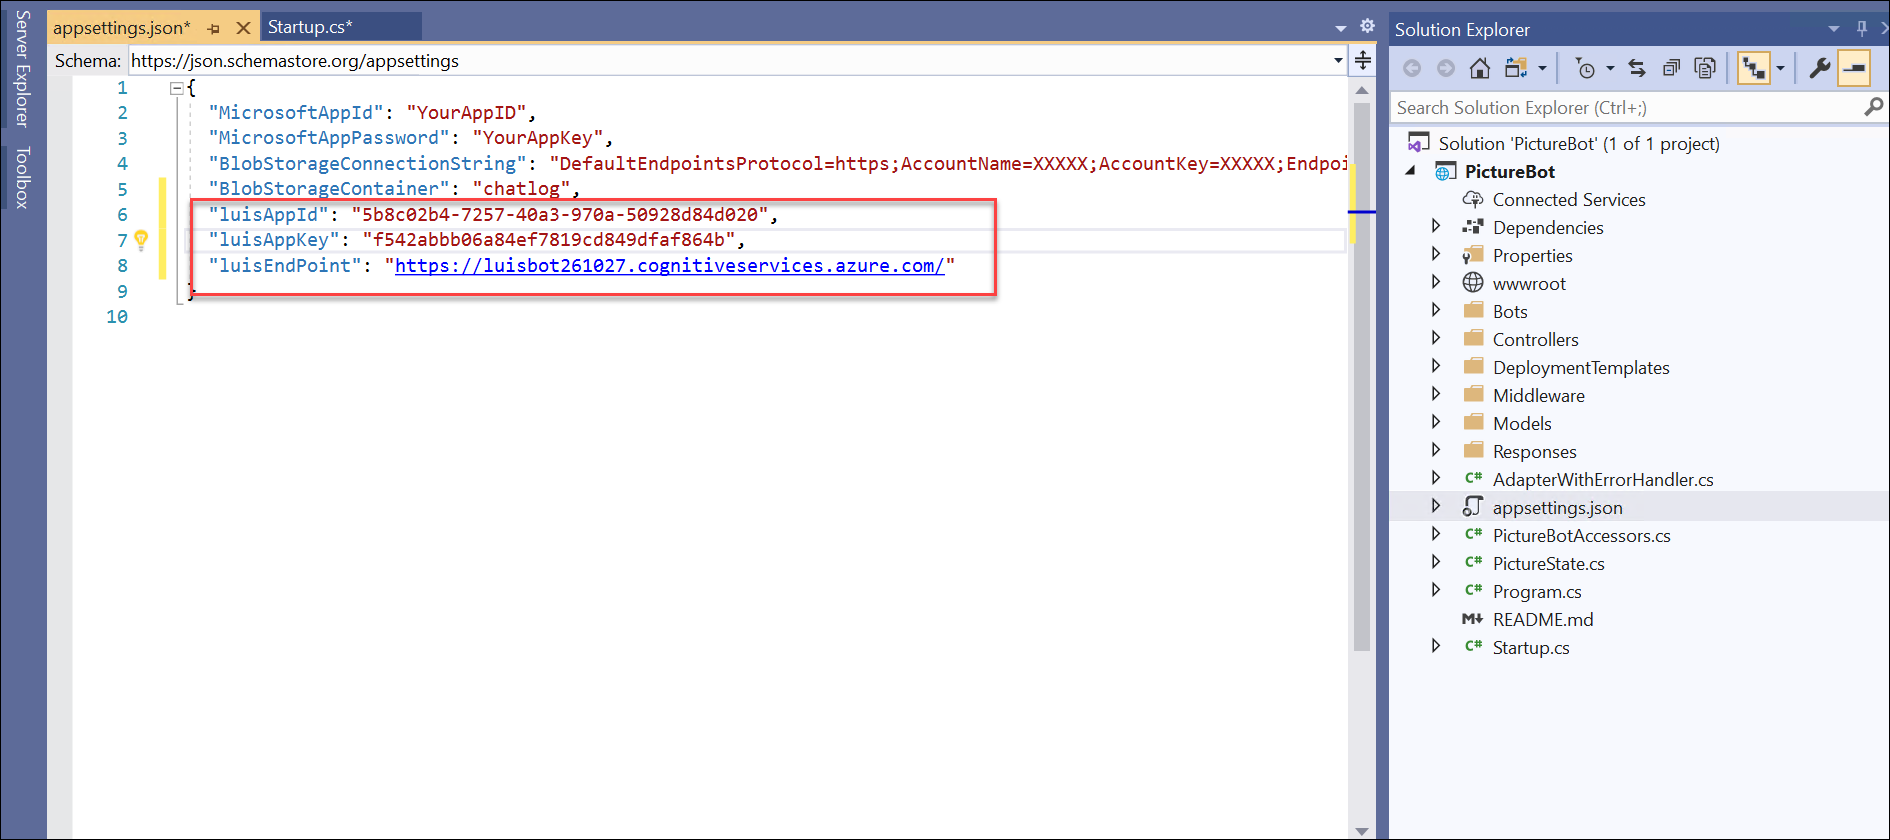 Server Explorer
Toolbox
appsettings.json*
Startup.cs*
Schema: https://json.schemastore.org/appsettings
1 {
2 "MicrosoftAppId": "YourAppID",
3 "MicrosoftAppPassword": "YourAppKey",
4 "BlobStorageConnectionString": "DefaultEndpointsProtocol=https;AccountName=XXXXX;AccountKey=XXXXX;Endpoi
5 "BlobStorageContainer": "chatlog",
6 "luisAppId": "5b8c02b4-7257-40a3-970a-50928d84d020",
7 "luisAppKey": "f542abbb06a84ef7819cd849dfaf864b",
8 "luisEndPoint": "https://luisbot261027.cognitiveservices.azure.com/"
9 }
10
Solution Explorer
Search Solution Explorer (Ctrl+;)
Solution 'PictureBot' (1 of 1 project)
PictureBot
Connected Services
Dependencies
Properties
wwwroot
Bots
Controllers
DeploymentTemplates
Middleware
Models
Responses
C# AdapterWithErrorHandler.cs
appsettings.json
C# PictureBotAccessors.cs
C# PictureState.cs
C# Program.cs
M README.md
C# Startup.cs